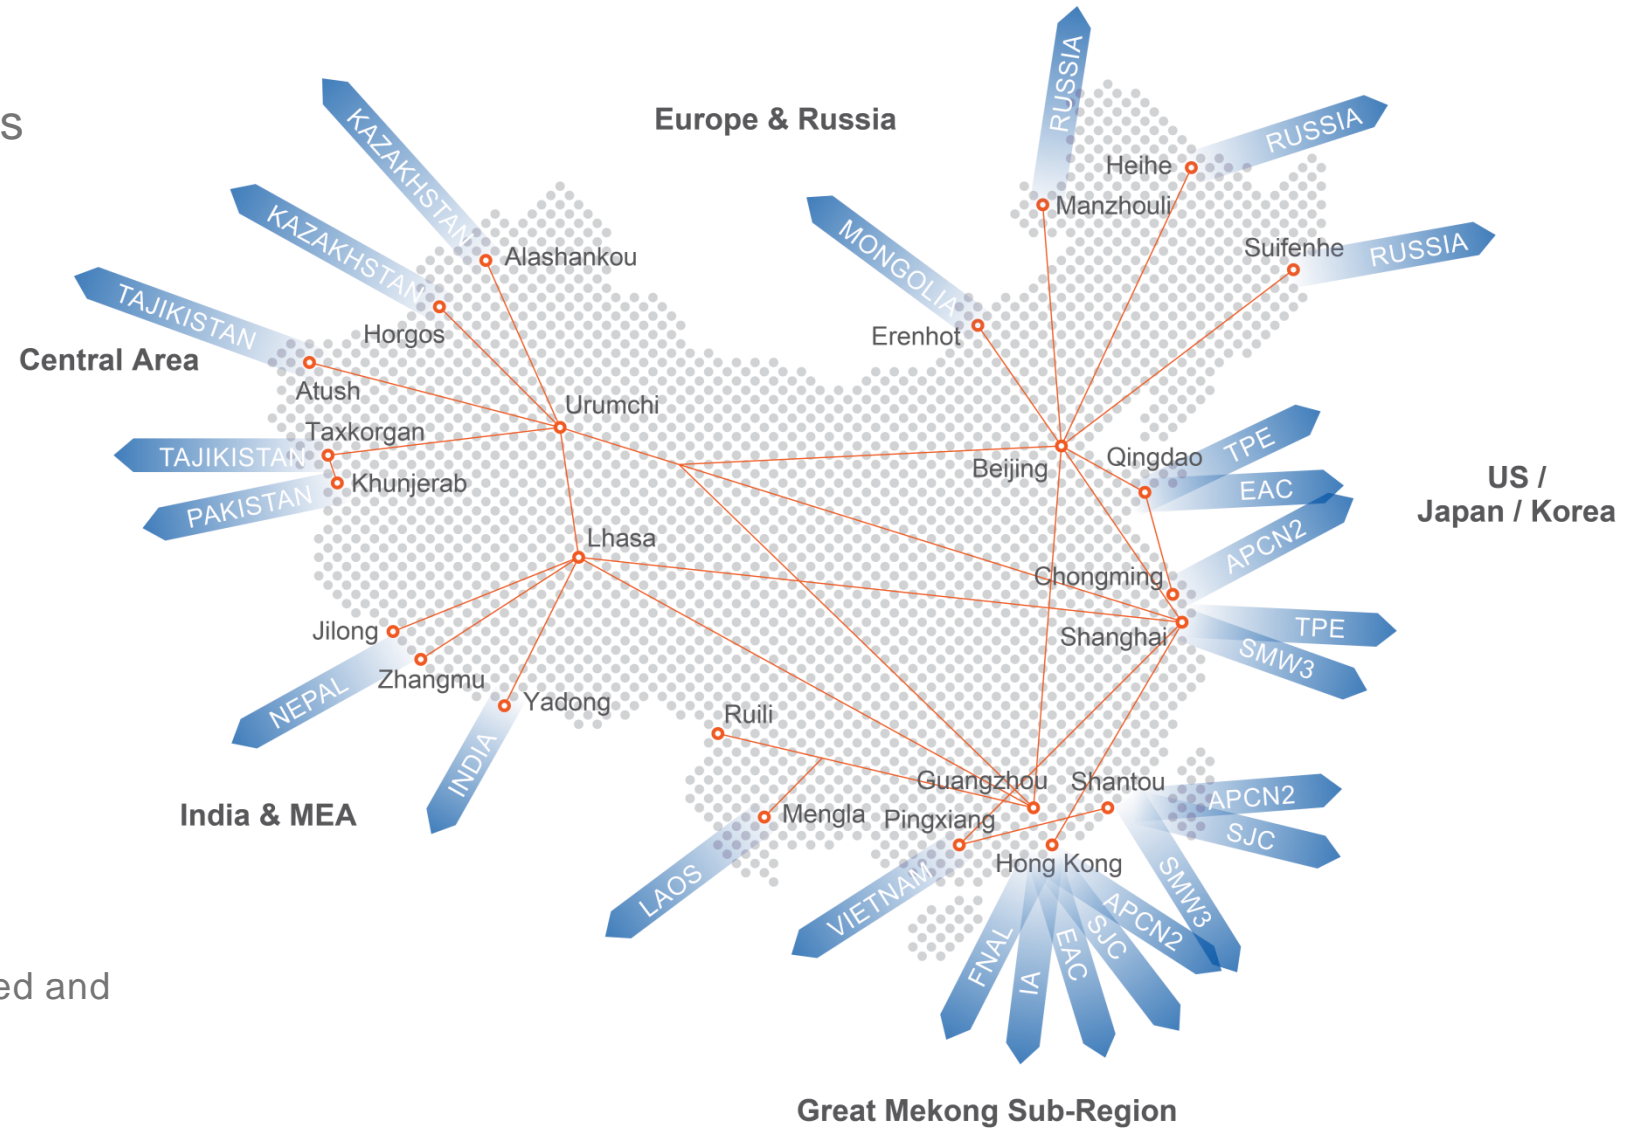 s
RUSSIA
Europe & Russia
KAZAKHSTAN
RUSSIA
Heihe
Manzhouli
KAZAKHSTAN
MONGOLIA
Suifenhe
RUSSIA
Alashankou
TAJIKISTAN
Horgos
Erenhot
Central Area
Atush
Urumchi
Taxkorgan
TAJIKISTAN
Beijing
Qingdao
TPE
Khunjerab
PAKISTAN
EAC
US /
Japan / Korea
APCN2
Lhasa
Chongming
Jilong
Shanghai
TPE
SMW3
Zhangmu
NEPAL
Yadong
Ruili
INDIA
Guangzhou
Shantou
India & MEA
Mengla
Pingxiang
APCN2
SJC
Hong Kong
LAOS
VIETNAM
SMW3
APCN2
SJC
EAC
FNAL
IA
ed and
Great Mekong Sub-Region